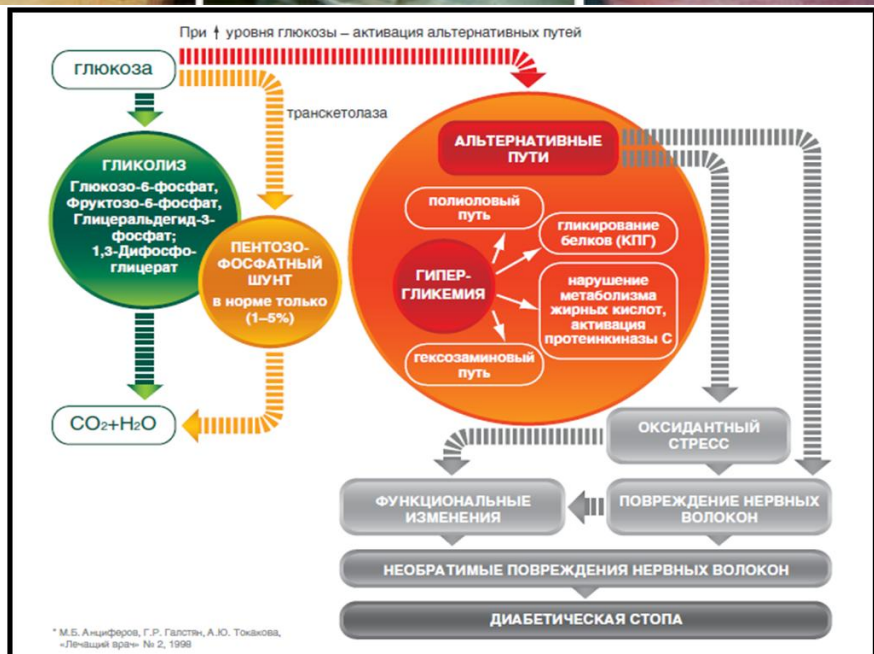 При ↑ уровня глюкозы – активация альтернативных путей
глюкоза
транскетолаза
ГЛИКОЛИЗ
Глюкозо-6-фосфат,
Фруктозо-6-фосфат,
Глицеральдегид-3-
фосфат;
1,3-Дифосфо-
глицерат
ПЕНТОЗО-
ФОСФАТНЫЙ
ШУНТ
в норме только
(1–5%)
CO2+H2O
АЛЬТЕРНАТИВНЫЕ
ПУТИ
полиоловый
путь
гликирование
белков (КПГ)
ГИПЕР-
ГЛИКЕМИЯ
нарушение
метаболизма
жирных кислот,
активация
протеинкиназы С
гексозаминовый
путь
ОКСИДАНТНЫЙ
СТРЕСС
ФУНКЦИОНАЛЬНЫЕ
ИЗМЕНЕНИЯ
ПОВРЕЖДЕНИЕ НЕРВНЫХ
ВОЛОКОН
НЕОБРАТИМЫЕ ПОВРЕЖДЕНИЯ НЕРВНЫХ ВОЛОКОН
ДИАБЕТИЧЕСКАЯ СТОПА
* М.Б. Анциферов, Г.Р. Галстян, А.Ю. Токакова,
«Лечащий врач» № 2, 1998